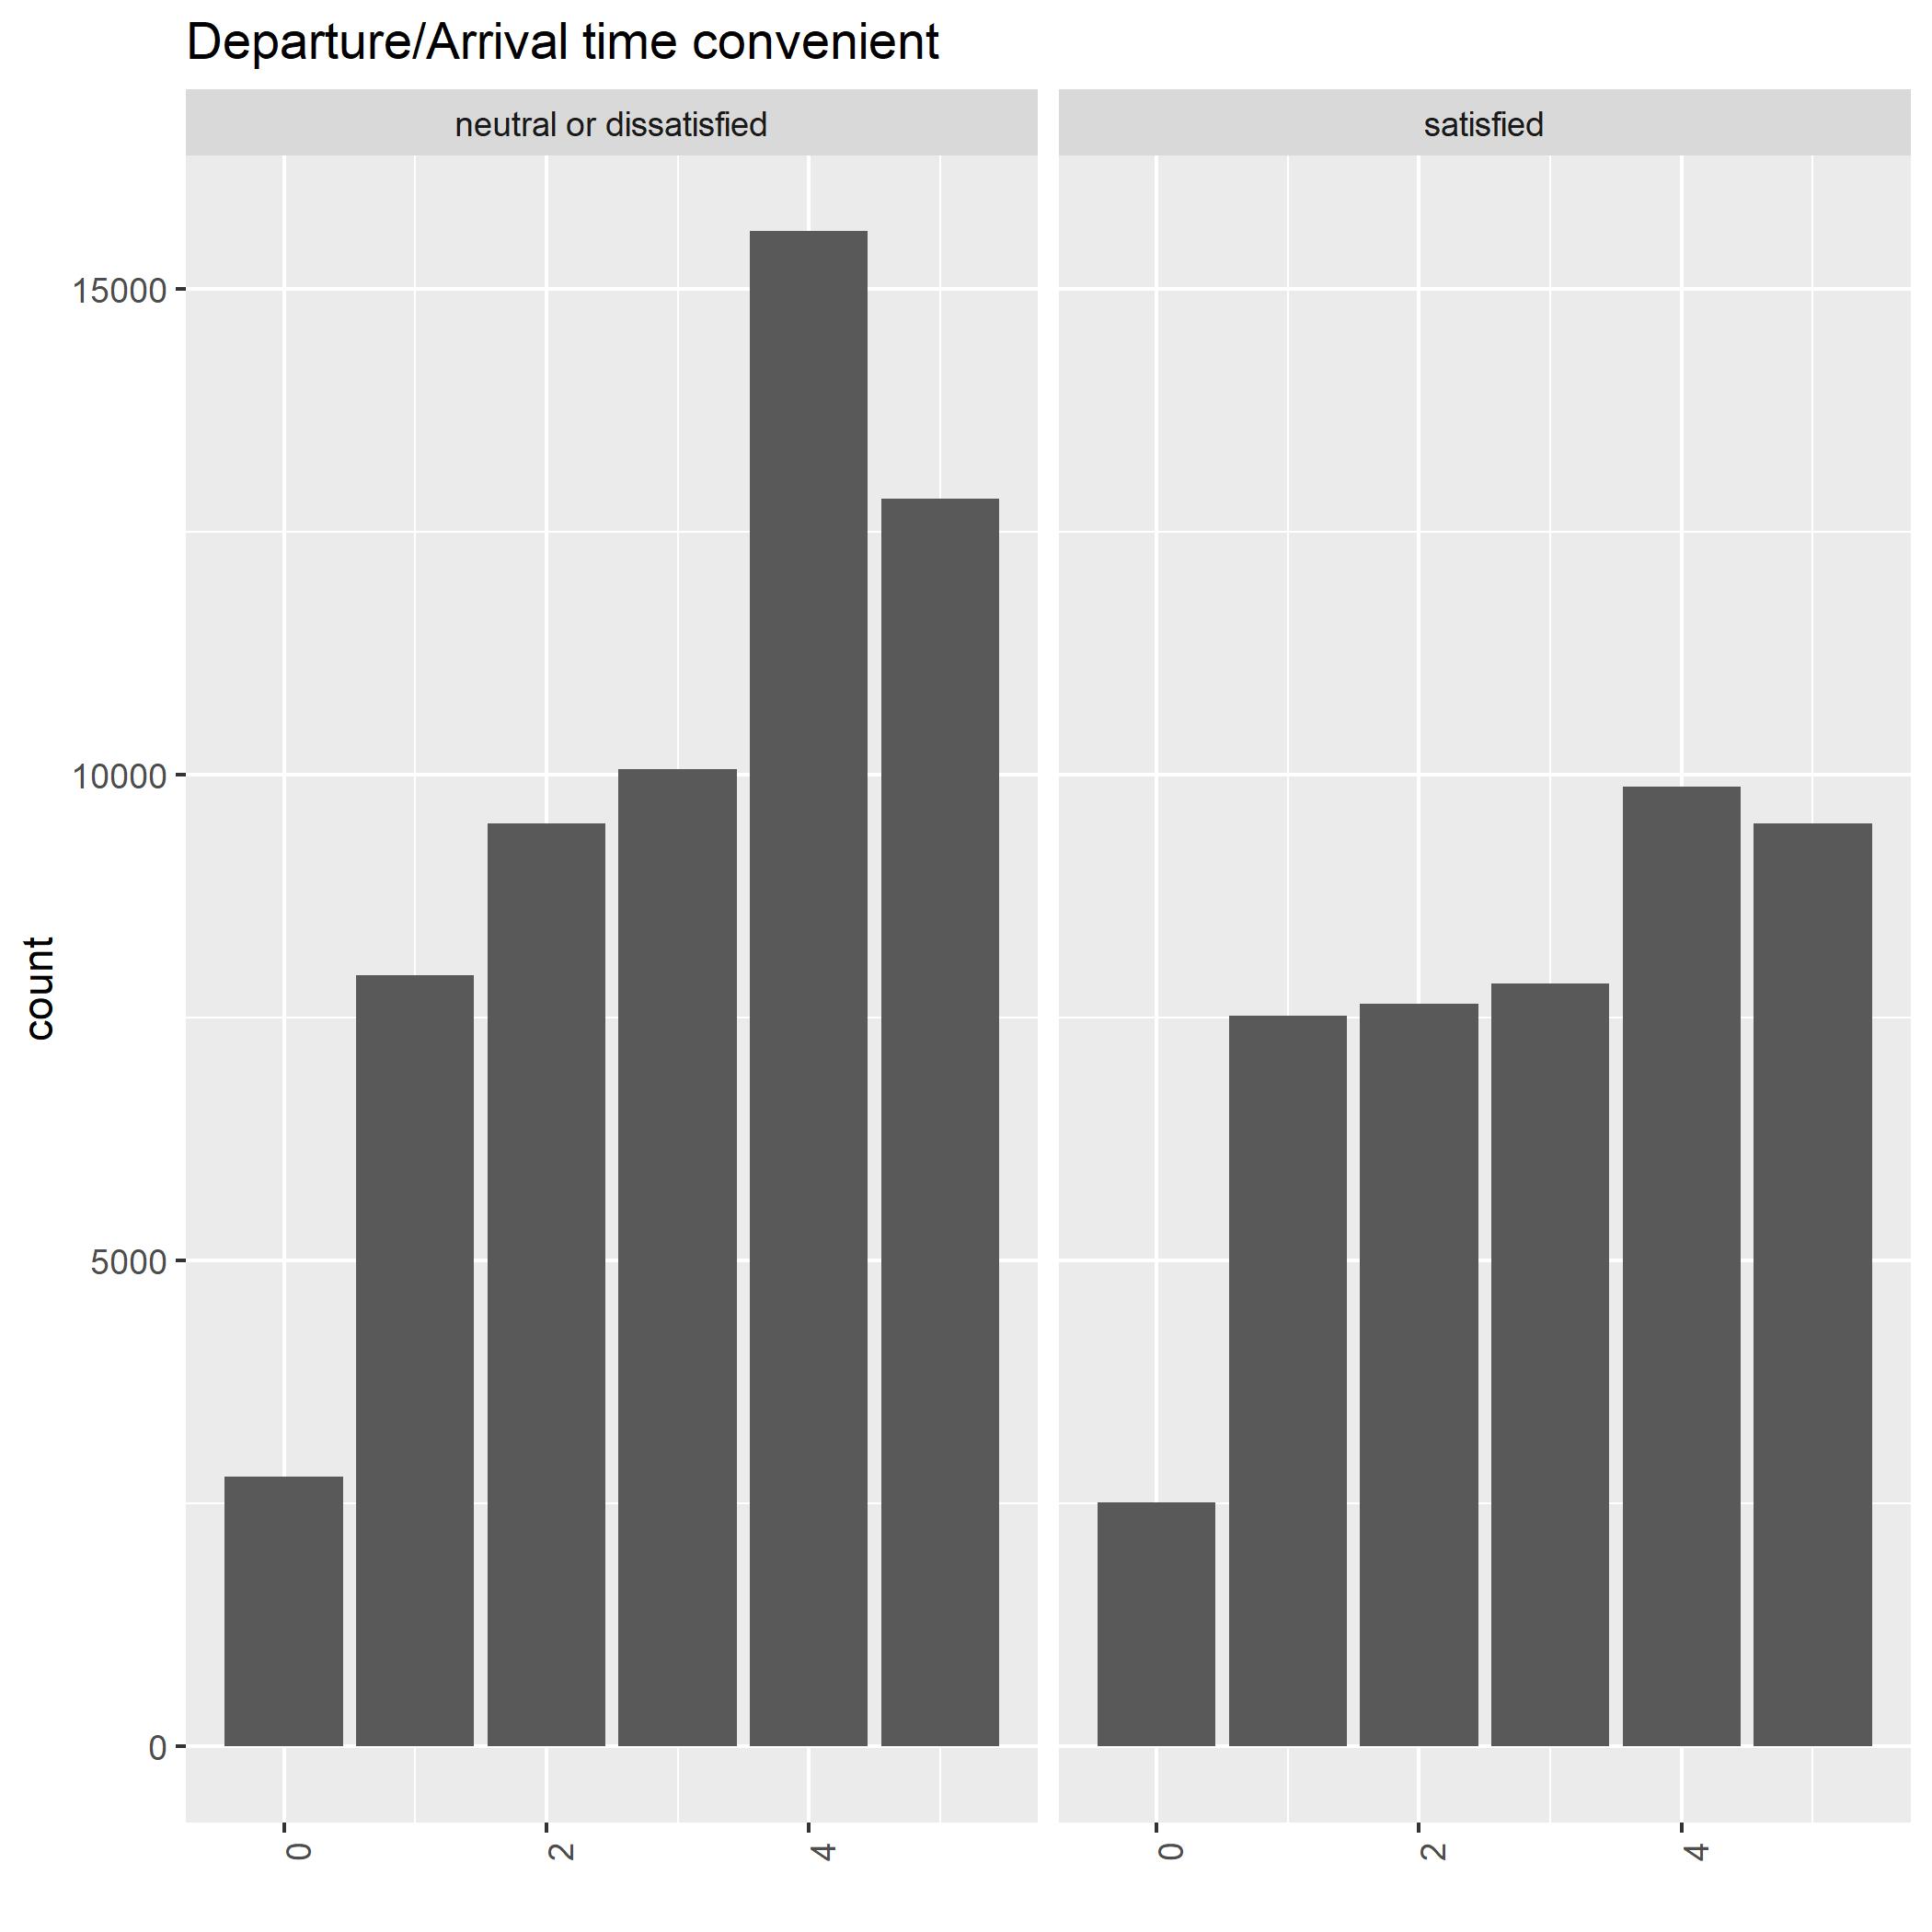 Departure/Arrival time convenient
neutral or dissatisfied
satisfied
15000
10000
5000
0
count
0
2
4
0
2
4